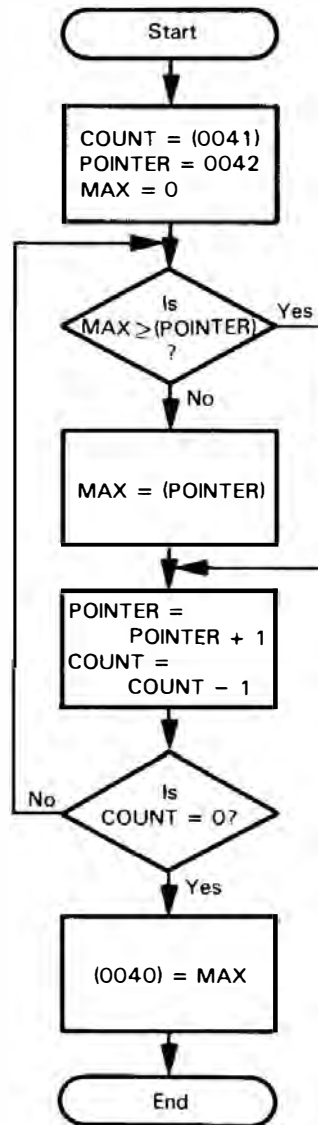 Start
COUNT = (0041)
POINTER = 0042
MAX = 0
Is
MAX ≥ (POINTER)
?
Yes
No
MAX = (POINTER)
POINTER =
POINTER + 1
COUNT =
COUNT - 1
Is
COUNT = 0?
No
Yes
(0040) = MAX
End